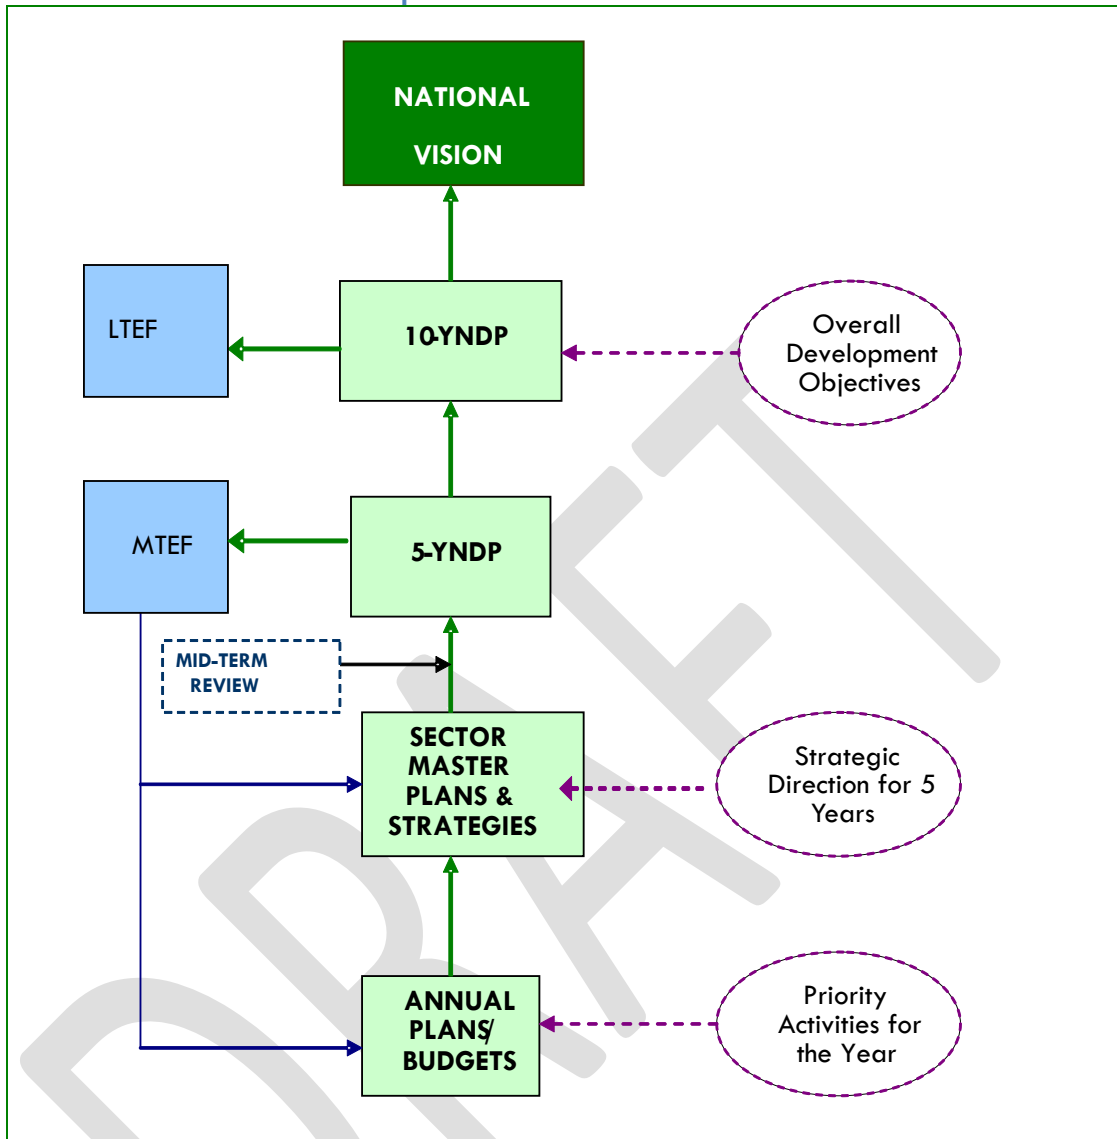 NATIONAL
VISION
LTEF
10-YNDP
Overall
Development
Objectives
MTEF
5-YNDP
MID-TERM
REVIEW
SECTOR
MASTER
PLANS &
STRATEGIES
Strategic
Direction for 5
Years
ANNUAL
PLANS/
BUDGETS
Priority
Activities for
the Year
DRAFT